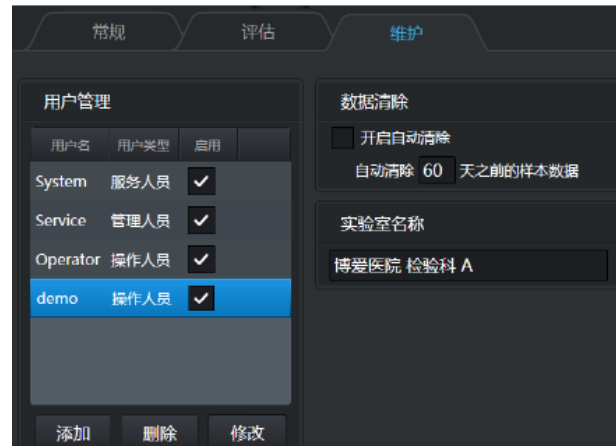 常规 评估 维护
用户管理
用户名 用户类型 启用
System 服务人员
Service 管理人员
Operator 操作人员
demo 操作人员
添加 删除 修改
数据清除
开启自动清除
自动清除 60 天之前的样本数据
实验室名称
博爱医院 检验科 A